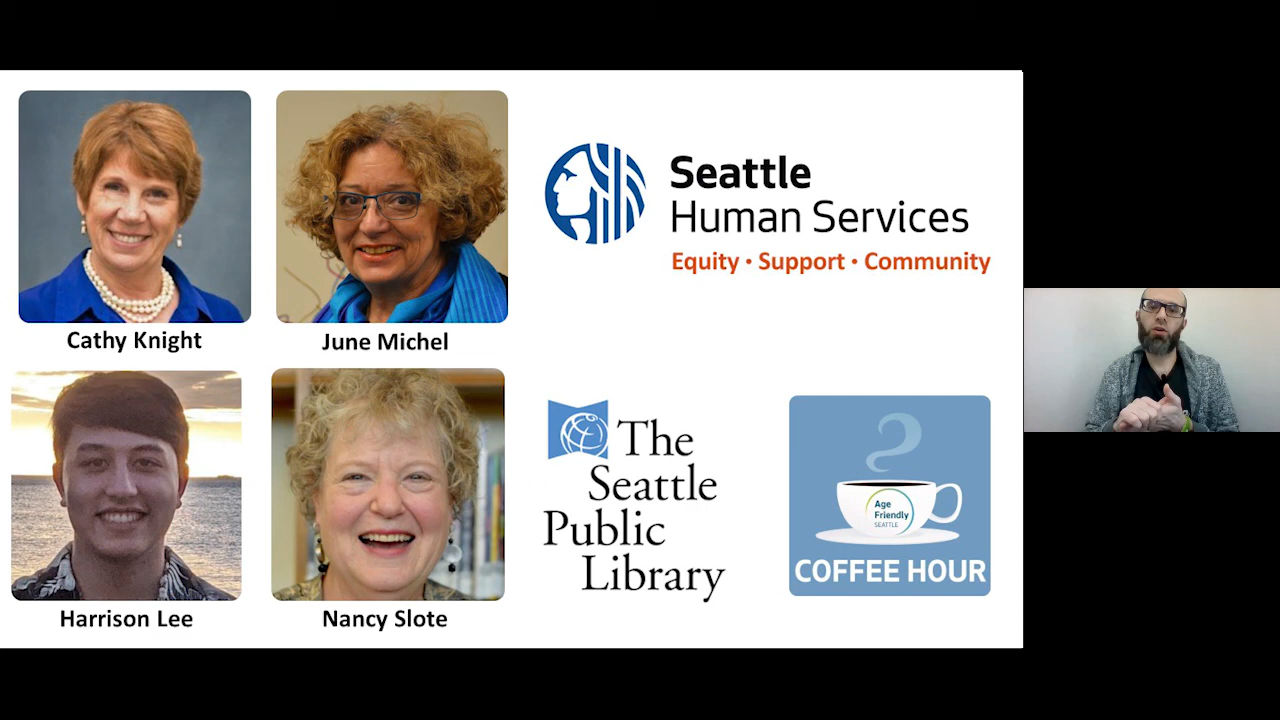 Cathy Knight
June Michel
Seattle
Human Services
Equity • Support • Community
Harrison Lee
Nancy Slote
The
Seattle
Public
Library
Age
Friendly
SEATTLE
COFFEE HOUR